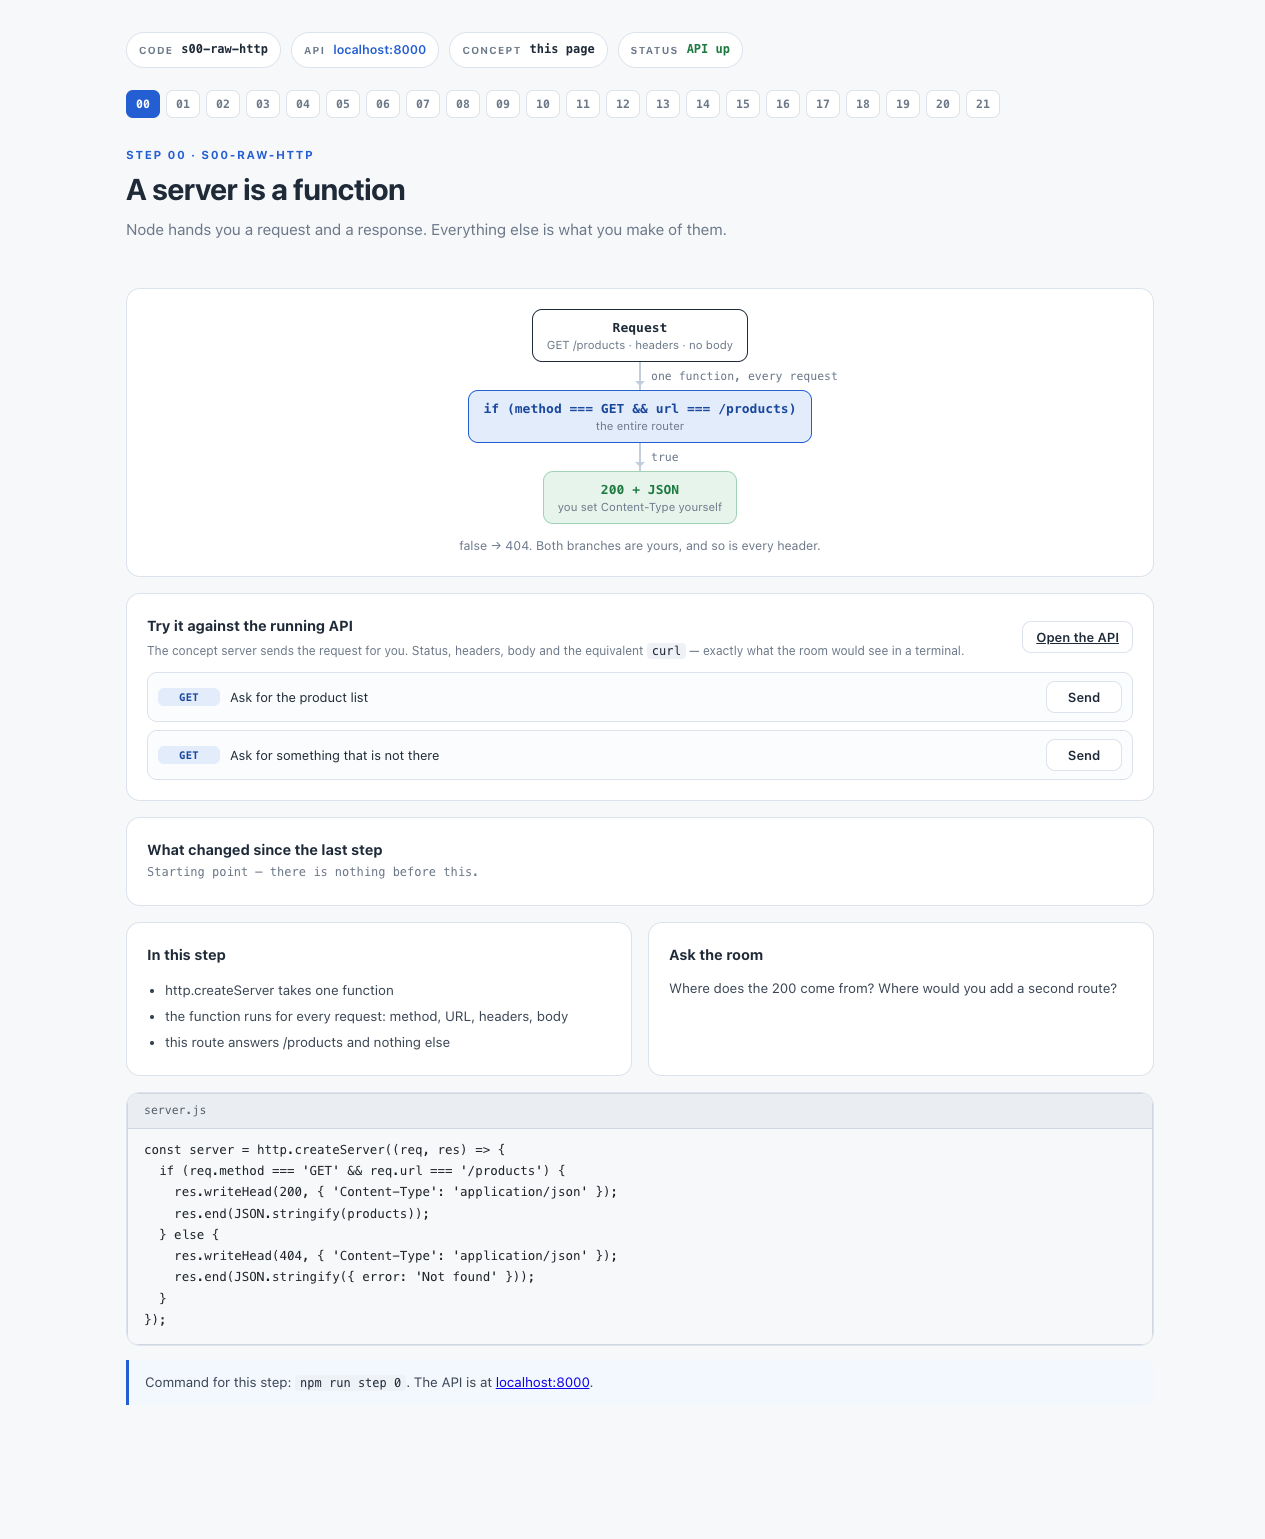 CODE s00-raw-http API localhost:8000 CONCEPT this page STATUS API up
00 01 02 03 04 05 06 07 08 09 10 11 12 13 14 15 16 17 18 19 20 21
STEP 00 · S00-RAW-HTTP
A server is a function
Node hands you a request and a response. Everything else is what you make of them.
Request
GET /products · headers · no body
one function, every request
if (method === GET && url === /products)
the entire router
true
200 + JSON
you set Content-Type yourself
false → 404. Both branches are yours, and so is every header.
Try it against the running API
The concept server sends the request for you. Status, headers, body and the equivalent curl — exactly what the room would see in a terminal.
Open the API
GET Ask for the product list Send
GET Ask for something that is not there Send
What changed since the last step
Starting point — there is nothing before this.
In this step
• http.createServer takes one function
• the function runs for every request: method, URL, headers, body
• this route answers /products and nothing else
Ask the room
Where does the 200 come from? Where would you add a second route?
server.js
const server = http.createServer((req, res) => {
  if (req.method === 'GET' && req.url === '/products') {
    res.writeHead(200, { 'Content-Type': 'application/json' });
    res.end(JSON.stringify(products));
  } else {
    res.writeHead(404, { 'Content-Type': 'application/json' });
    res.end(JSON.stringify({ error: 'Not found' }));
  }
});
Command for this step: npm run step 0 . The API is at localhost:8000.